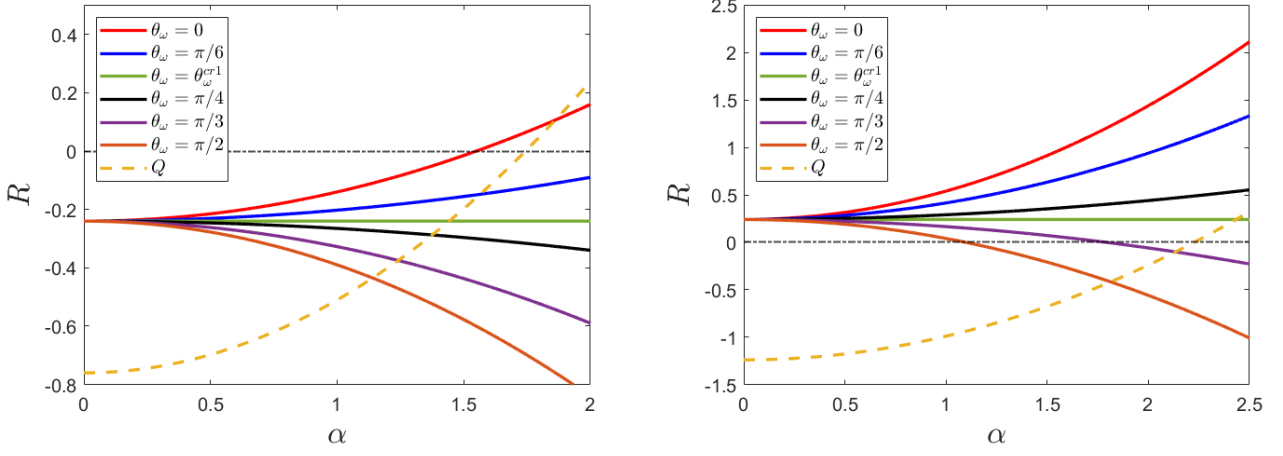 0.4
0.2
0
-0.2
-0.4
-0.6
-0.8
R
θ_ω = 0
θ_ω = π/6
θ_ω = θ_ω^{cr1}
θ_ω = π/4
θ_ω = π/3
θ_ω = π/2
Q
0 0.5 1 1.5 2
α
2.5
2
1.5
1
0.5
0
-0.5
-1
-1.5
R
θ_ω = 0
θ_ω = π/6
θ_ω = θ_ω^{cr1}
θ_ω = π/4
θ_ω = π/3
θ_ω = π/2
Q
0 0.5 1 1.5 2 2.5
α